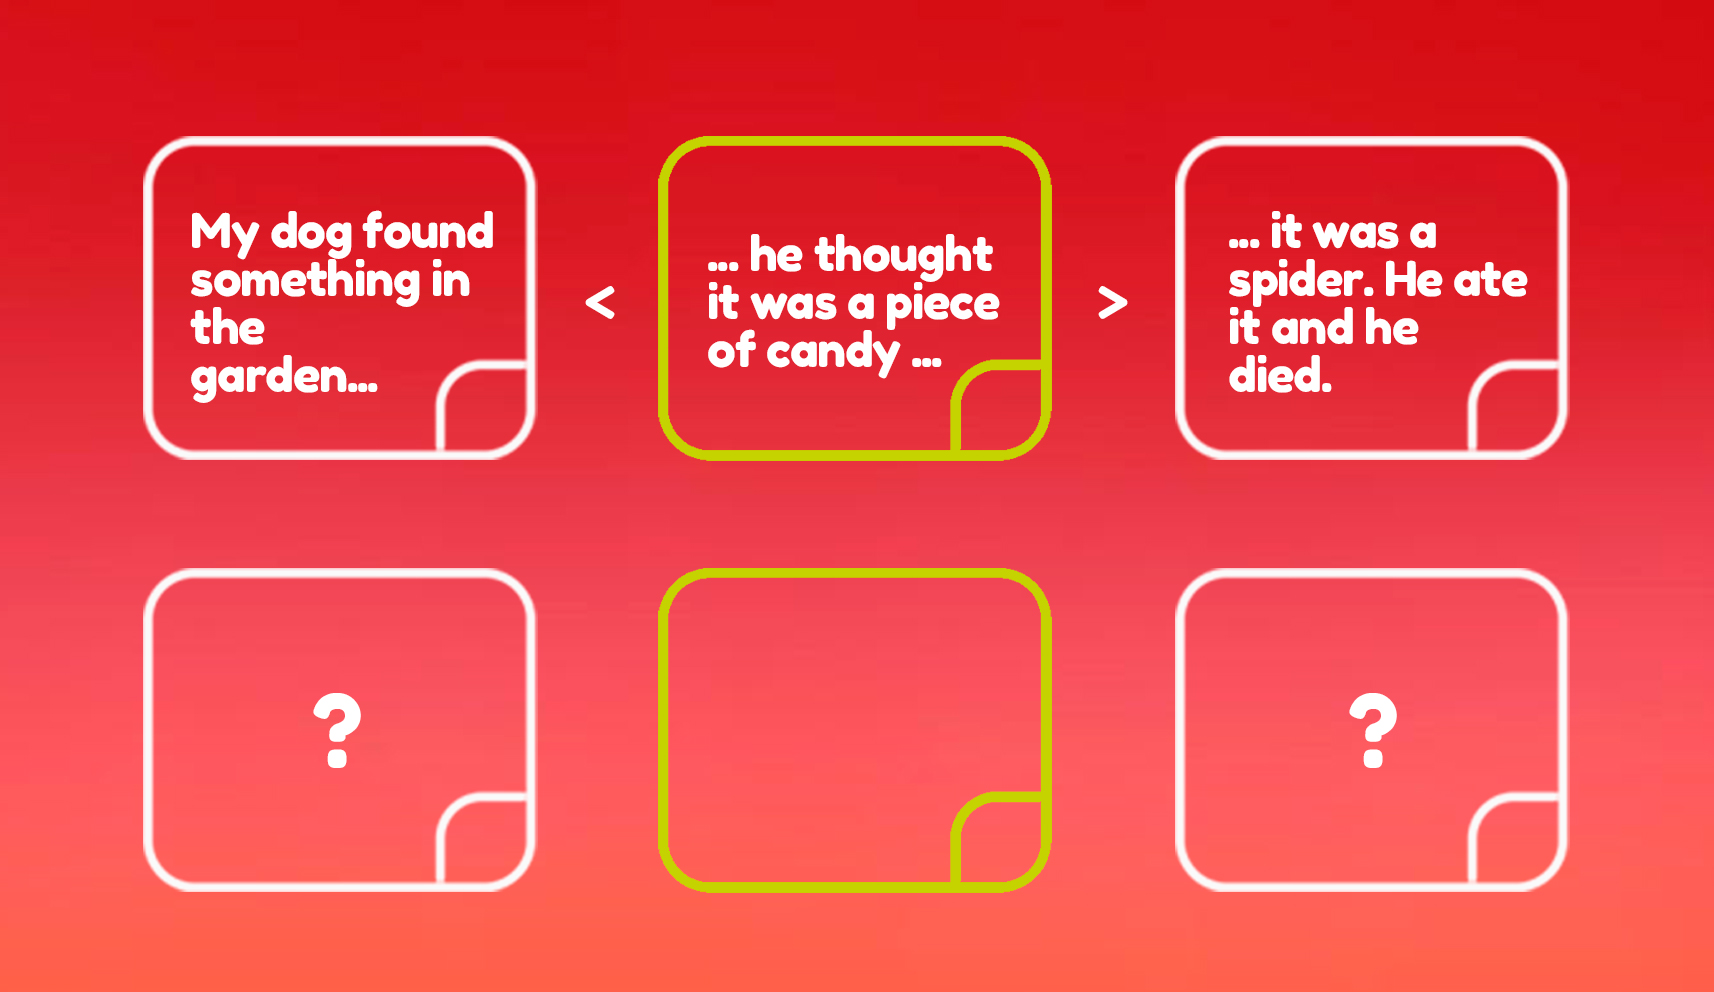 My dog found
something in
the
garden...
<
... he thought
it was a piece
of candy ...
>
... it was a
spider. He ate
it and he
died.
?
?